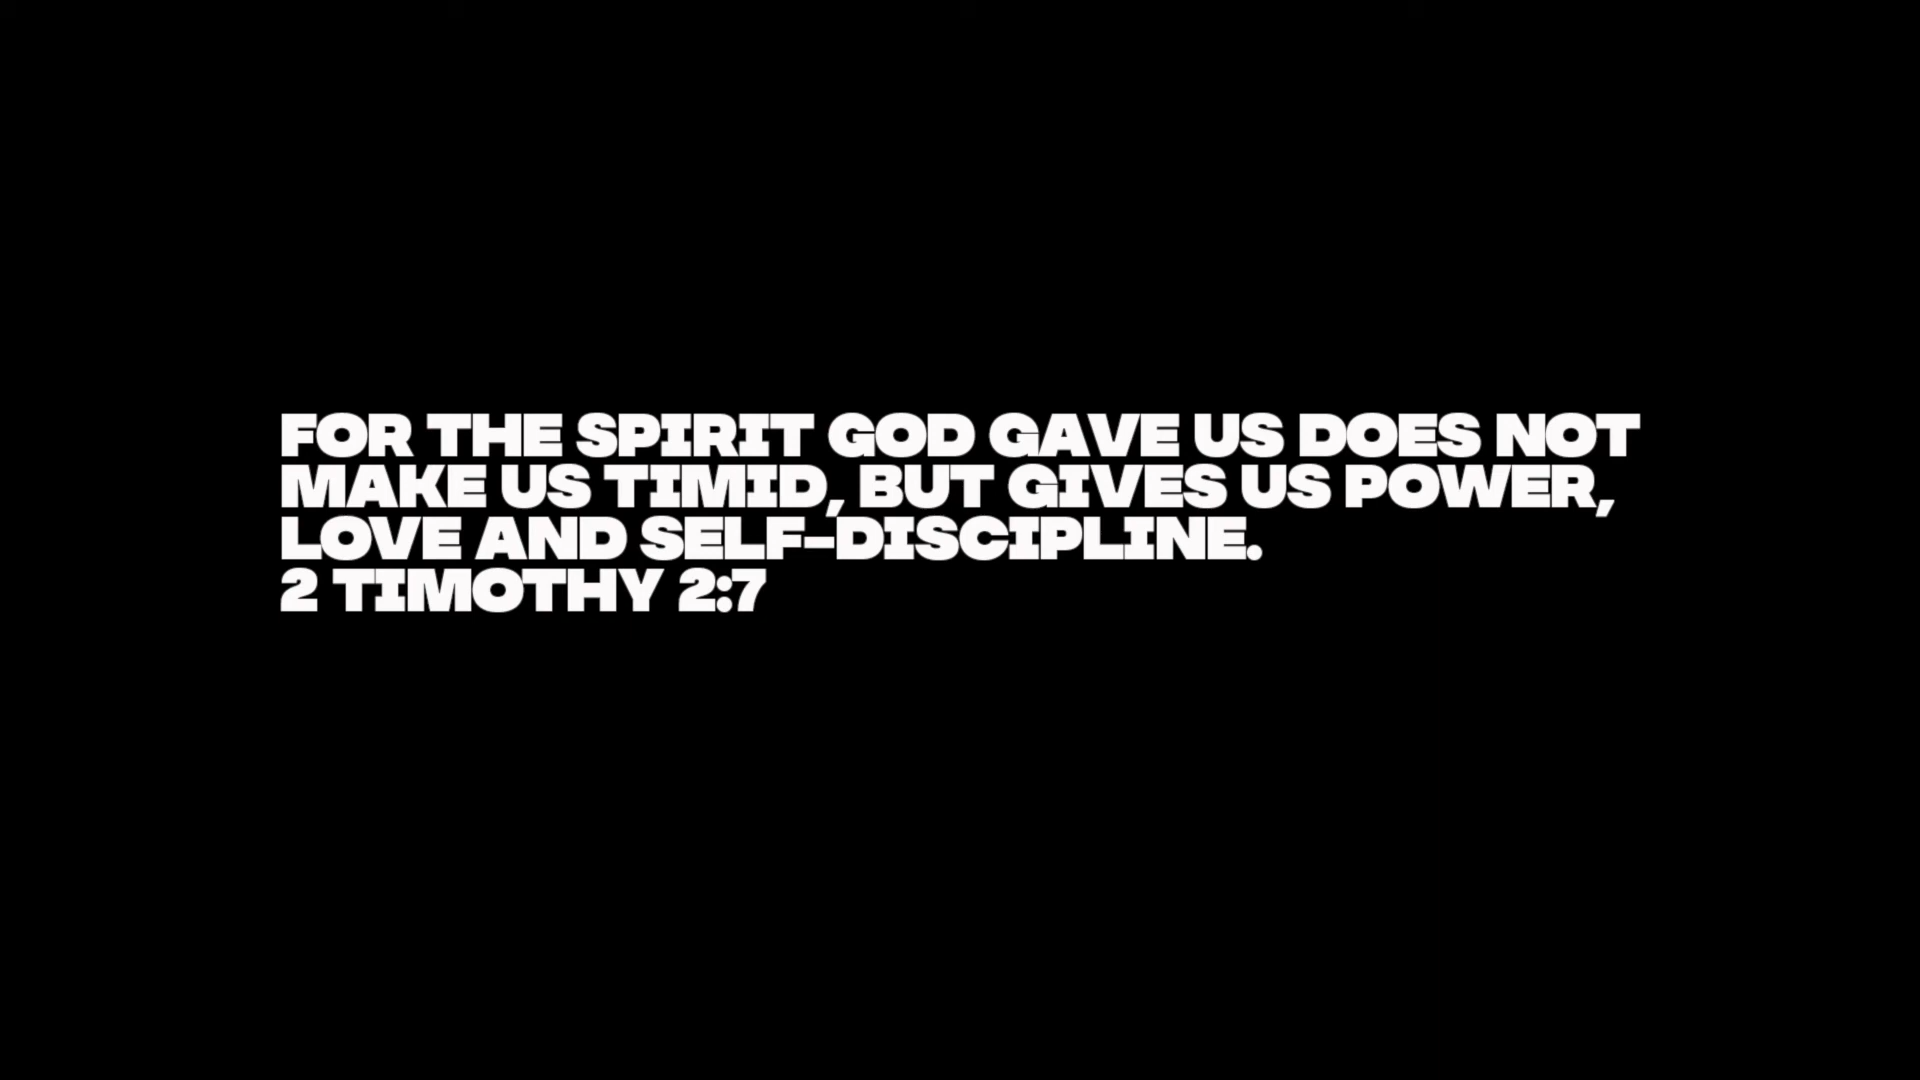 FOR THE SPIRIT GOD GAVE US DOES NOT
MAKE US TIMID, BUT GIVES US POWER,
LOVE AND SELF-DISCIPLINE.
2 TIMOTHY 2:7